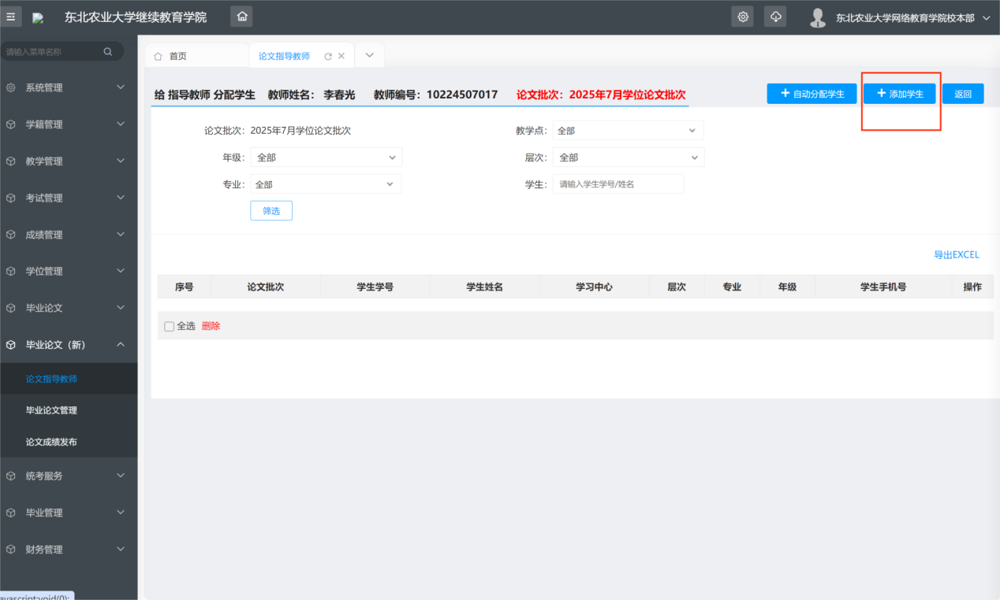 东北农业大学继续教育学院
东北农业大学网络教育学院校本部
请输入菜单名称
首页
论文指导教师
系统管理
学籍管理
教学管理
考试管理
成绩管理
学位管理
毕业论文
毕业论文（新）
论文指导教师
毕业论文管理
论文成绩发布
统考服务
毕业管理
财务管理
给 指导教师 分配学生 教师姓名： 李春光 教师编号：10224507017 论文批次：2025年7月学位论文批次
自动分配学生 添加学生 返回
论文批次：2025年7月学位论文批次 教学点：全部
年级：全部 层次：全部
专业：全部 学生：请输入学生学号/姓名
筛选
导出EXCEL
序号 论文批次 学生学号 学生姓名 学习中心 层次 专业 年级 学生手机号 操作
全选 删除
avascript:void(0);